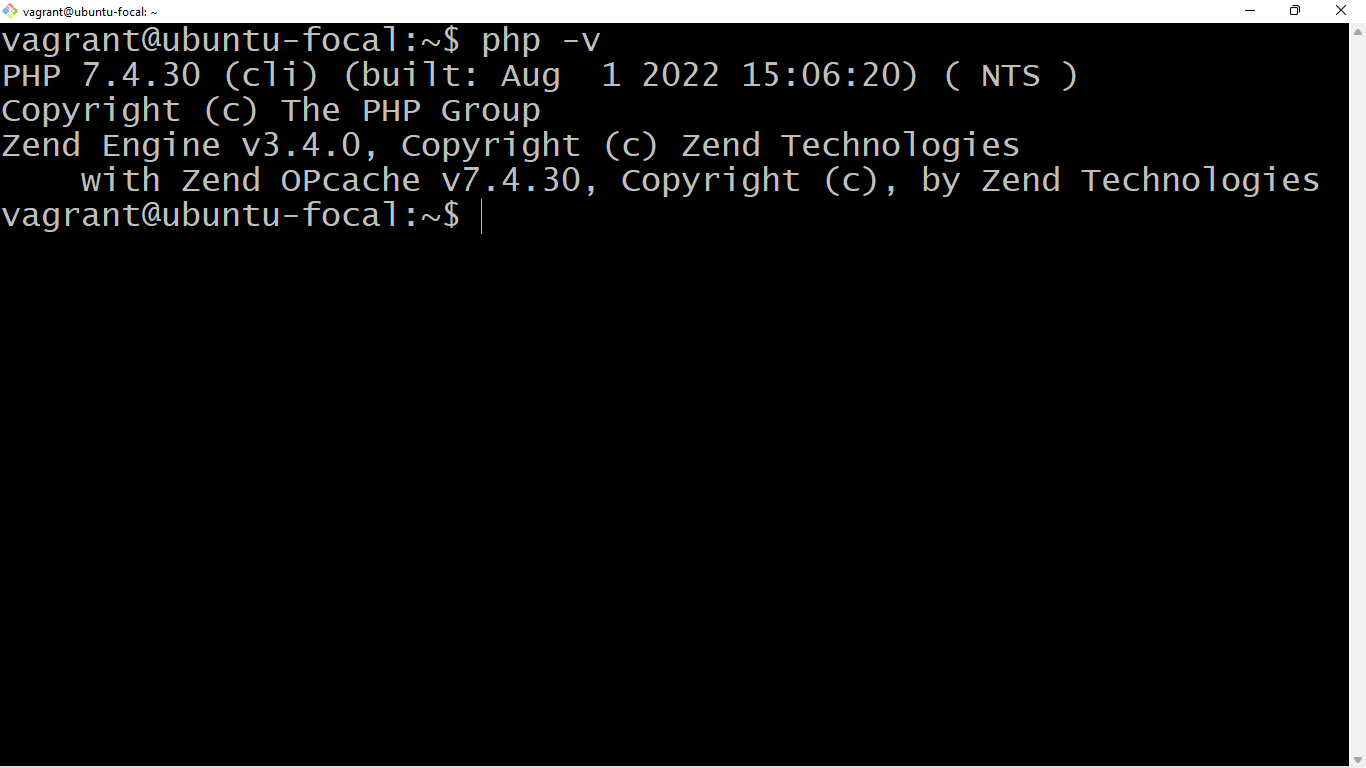 vagrant@ubuntu-focal: ~
vagrant@ubuntu-focal:~$ php -v
PHP 7.4.30 (cli) (built: Aug  1 2022 15:06:20) ( NTS )
Copyright (c) The PHP Group
Zend Engine v3.4.0, Copyright (c) Zend Technologies
    with Zend OPcache v7.4.30, Copyright (c), by Zend Technologies
vagrant@ubuntu-focal:~$